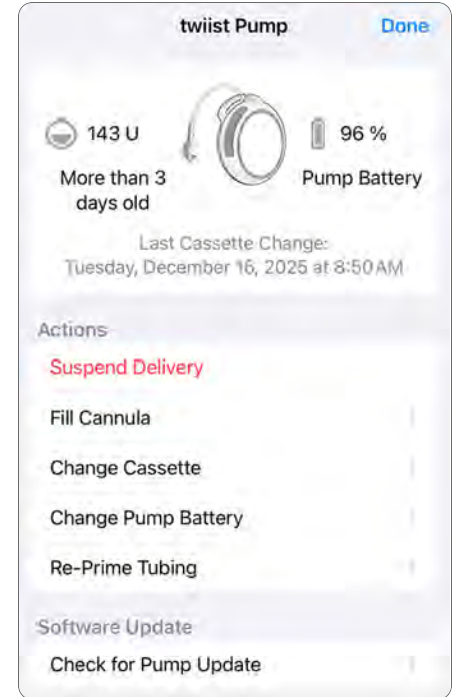 twiist Pump
Done
143 U
96 %
More than 3
days old
Pump Battery
Last Cassette Change:
Tuesday, December 16, 2025 at 8:50 AM
Actions
Suspend Delivery
Fill Cannula
Change Cassette
Change Pump Battery
Re-Prime Tubing
Software Update
Check for Pump Update